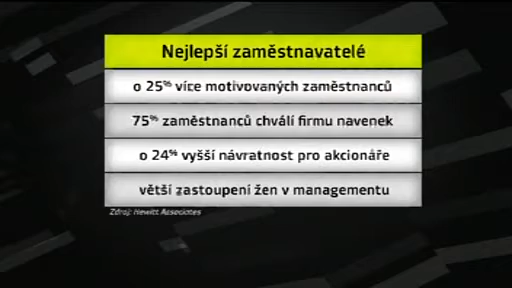 Nejlepší zaměstnavatelé
o 25% více motivovaných zaměstnanců
75% zaměstnanců chválí firmu navenek
o 24% vyšší návratnost pro akcionáře
větší zastoupení žen v managementu
Zdroj: Hewitt Associates